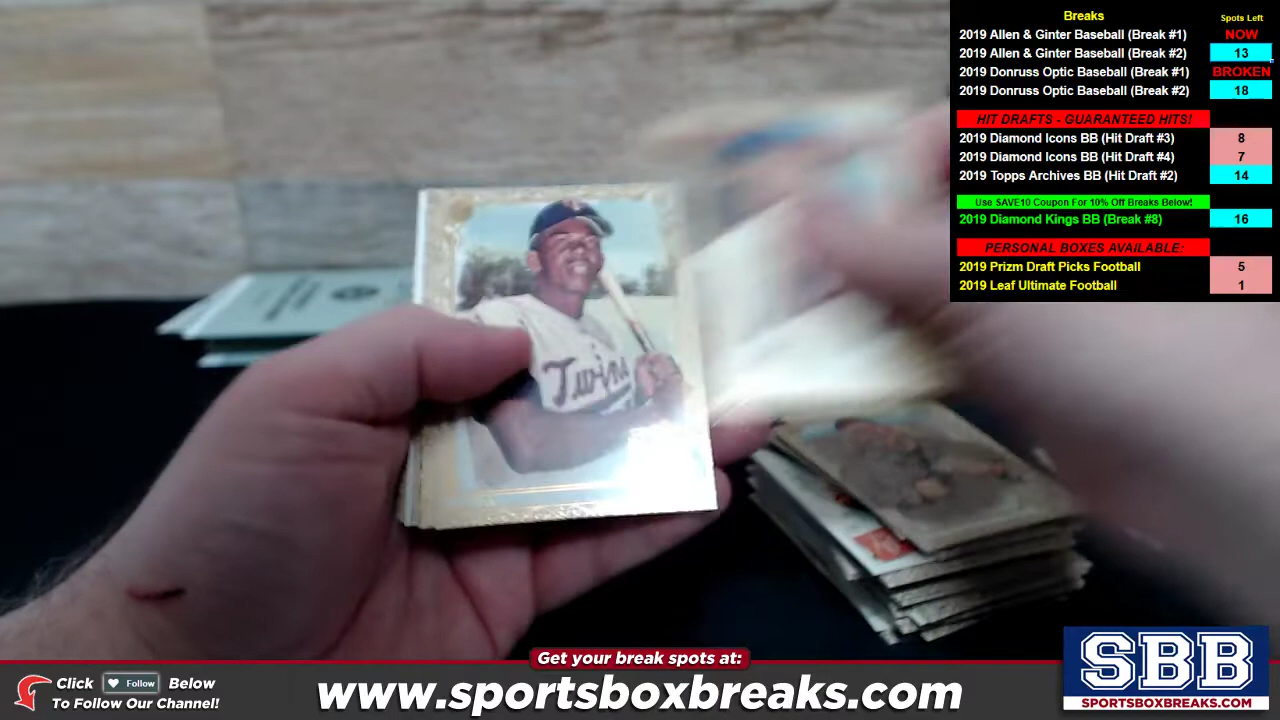 Breaks Spots Left
2019 Allen & Ginter Baseball (Break #1) NOW
2019 Allen & Ginter Baseball (Break #2) 13
2019 Donruss Optic Baseball (Break #1) BROKEN
2019 Donruss Optic Baseball (Break #2) 18
HIT DRAFTS - GUARANTEED HITS!
2019 Diamond Icons BB (Hit Draft #3) 8
2019 Diamond Icons BB (Hit Draft #4) 7
2019 Topps Archives BB (Hit Draft #2) 14
Use SAVE10 Coupon For 10% Off Breaks Below!
2019 Diamond Kings BB (Break #8) 16
PERSONAL BOXES AVAILABLE:
2019 Prizm Draft Picks Football 5
2019 Leaf Ultimate Football 1
Twins
Get your break spots at:
Click Follow Below
To Follow Our Channel!
www.sportsboxbreaks.com
SBB
SPORTSBOXBREAKS.COM